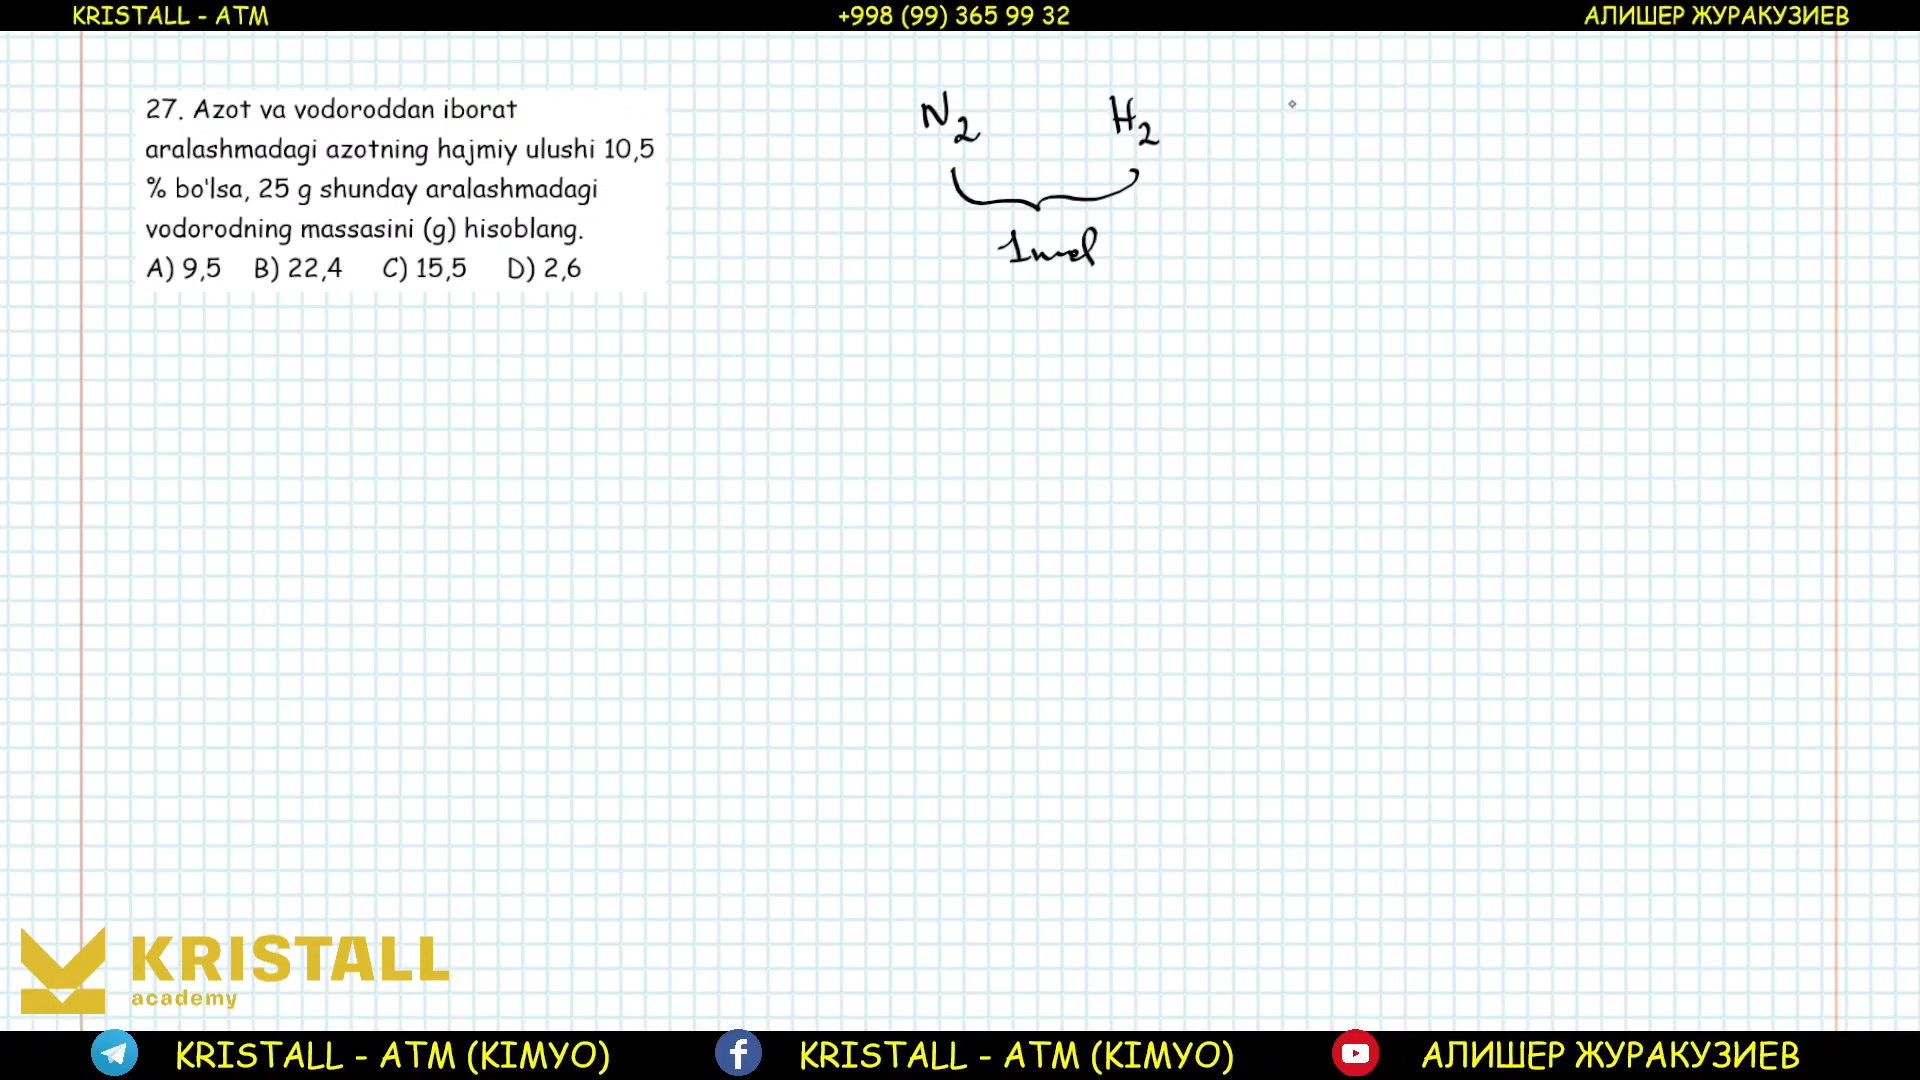 KRISTALL - ATM
+998 (99) 365 99 32
АЛИШЕР ЖУРАКУЗИЕВ
27. Azot va vodoroddan iborat
aralashmadagi azotning hajmiy ulushi 10,5
% bo'lsa, 25 g shunday aralashmadagi
vodorodning massasini (g) hisoblang.
A) 9,5 B) 22,4 C) 15,5 D) 2,6
N2 H2
1mol
KRISTALL
academy
KRISTALL - ATM (KIMYO)
KRISTALL - ATM (KIMYO)
АЛИШЕР ЖУРАКУЗИЕВ